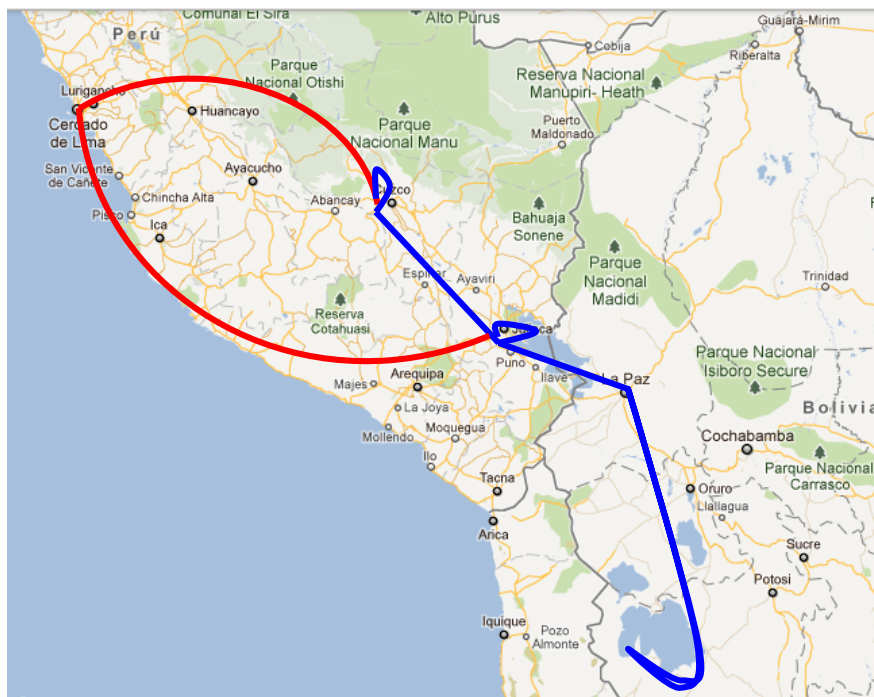 Comunal El Sira
Alto Purus
Guajará-Mirim
Perú
Cobija
Riberalta
Parque
Nacional Otishi
Reserva Nacional
Manupiri- Heath
Lurigancho
Cercado
de Lima
Huancayo
Parque
Nacional Manu
Puerto
Maldonado
San Vicente
de Cañete
Ayacucho
Chincha Alta
Abancay
Pisco
Ica
Bahuaja
Sonene
Parque
Nacional
Madidi
Espinar
Ayaviri
Trinidad
Reserva
Cotahuasi
Puno
Ilave
La Paz
Parque Nacional
Isiboro Secure
Majes
Arequipa
La Joya
Bolivia
Mollendo
Moquegua
Cochabamba
Ilo
Parque Nacional
Carrasco
Tacna
Oruro
Llallagua
Arica
Sucre
Potosi
Iquique
Pozo
Almonte